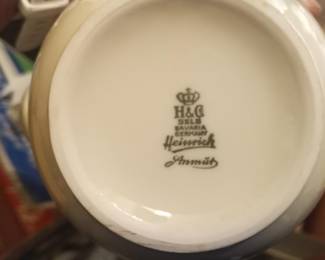 H&C
SELB
BAVARIA
GERMANY
Heinrich
Anmut